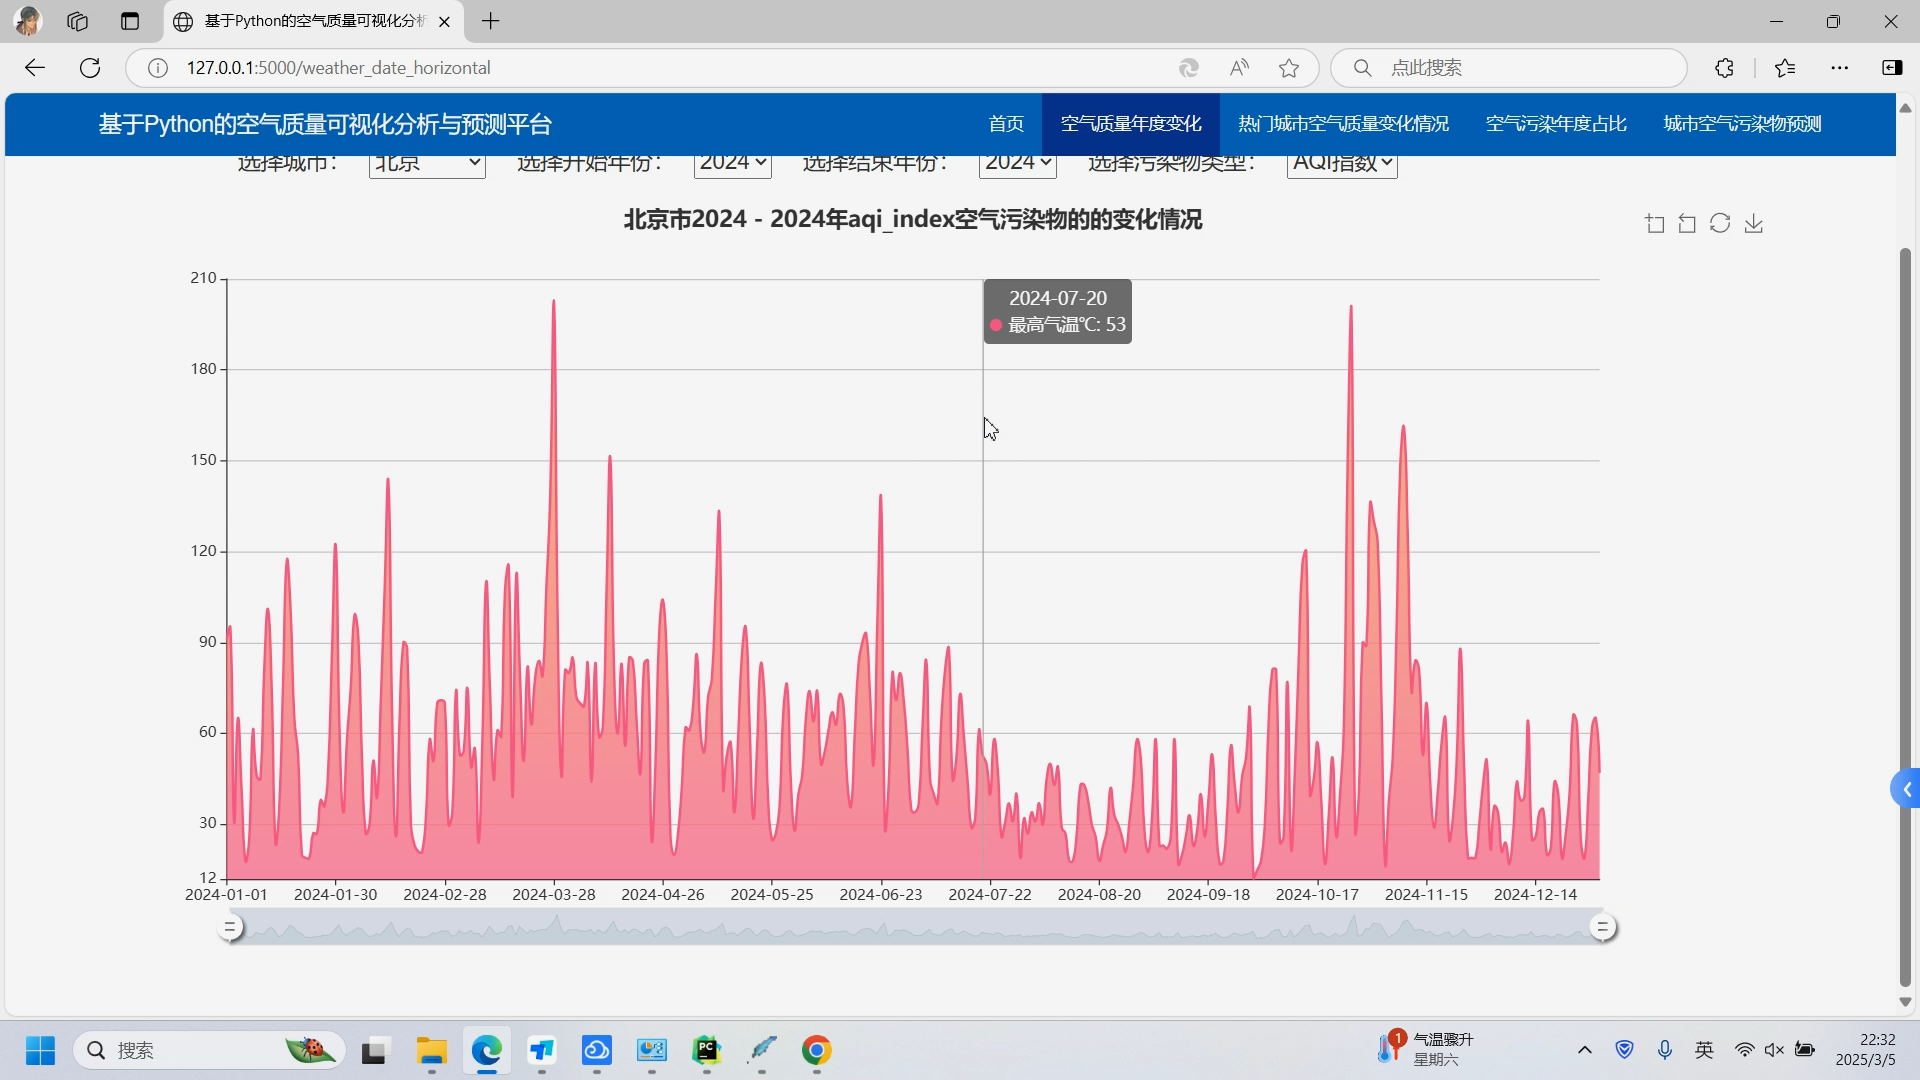 基于Python的空气质量可视化分析
127.0.0.1:5000/weather_date_horizontal
点此搜索
基于Python的空气质量可视化分析与预测平台
首页
空气质量年度变化
热门城市空气质量变化情况
空气污染年度占比
城市空气污染物预测
选择城市：
北京
选择开始年份：
2024
选择结束年份：
2024
选择污染物类型：
AQI指数
北京市2024 - 2024年aqi_index空气污染物的的变化情况
2024-07-20
最高气温℃: 53
210
180
150
120
90
60
30
12
2024-01-01
2024-01-30
2024-02-28
2024-03-28
2024-04-26
2024-05-25
2024-06-23
2024-07-22
2024-08-20
2024-09-18
2024-10-17
2024-11-15
2024-12-14
搜索
PC
1
气温骤升
星期六
英
22:32
2025/3/5